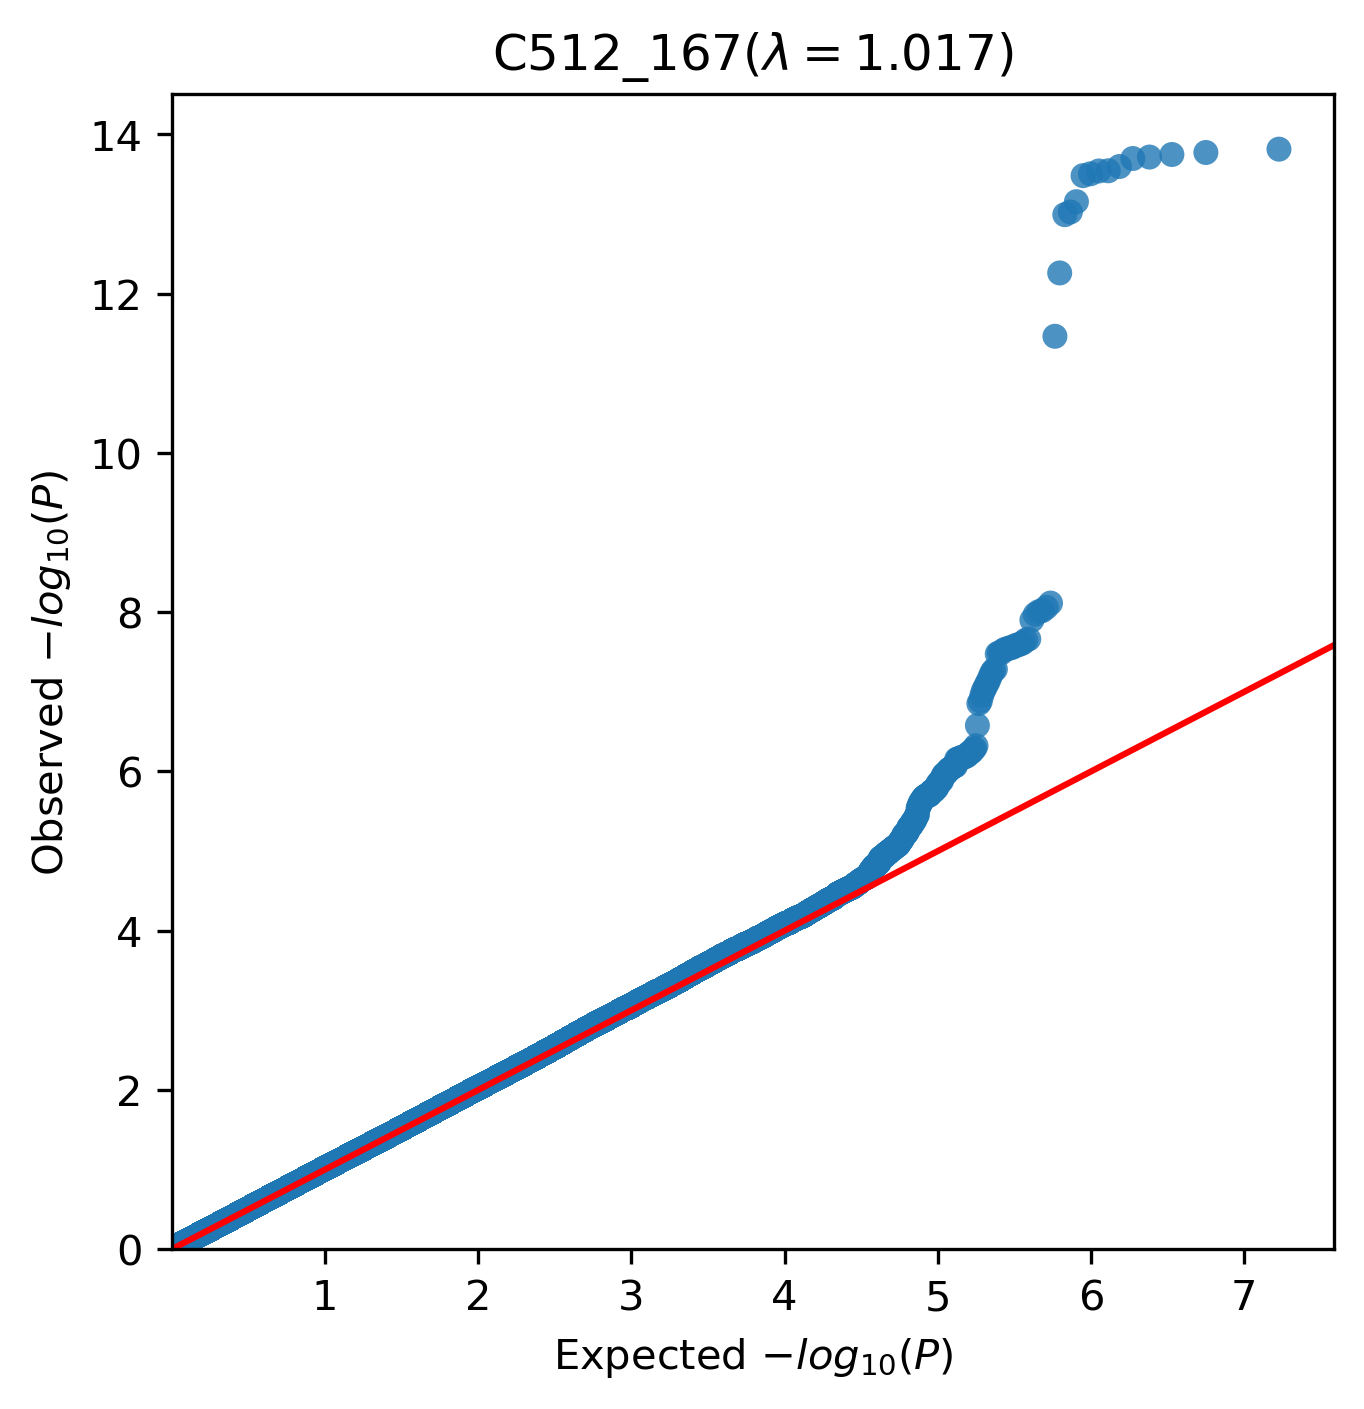 C512_167(λ = 1.017)
14
12
10
8
6
4
2
0
Observed −log₁₀(P)
1 2 3 4 5 6 7
Expected −log₁₀(P)